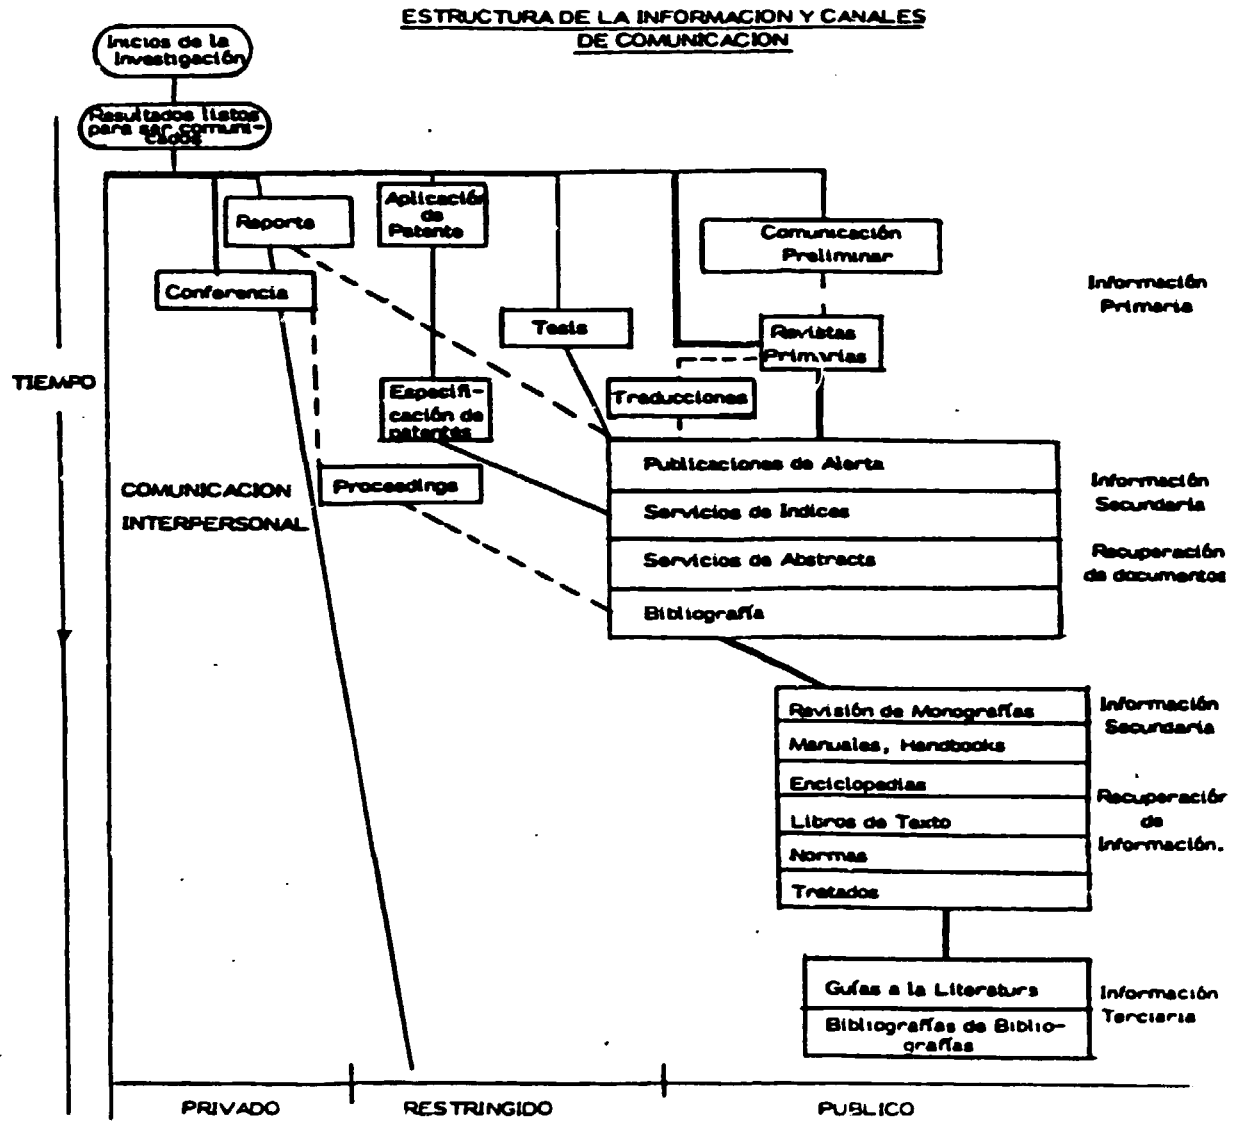 ESTRUCTURA DE LA INFORMACION Y CANALES
DE COMUNICACION
Inicios de la
Investigación
Resultados listos
para ser comuni-
cados
Reporte
Aplicación
de
Patente
Comunicación
Preliminar
Conferencia
Información
Primaria
Tesis
Revistas
Primarias
TIEMPO
Especifi-
cación de
patentes
Traducciones
Publicaciones de Alerta
Proceedings
COMUNICACION
INTERPERSONAL
Servicios de Indices
Información
Secundaria
Servicios de Abstracts
Recuperación
de documentos
Bibliografía
Revisión de Monografías
Información
Secundaria
Manuales, Handbooks
Enciclopedias
Libros de Texto
Recuperación
de
Información.
Normas
Tratados
Guías a la Literaturs
Bibliografías de Biblio-
grafías
Información
Terciaria
PRIVADO
RESTRINGIDO
PUBLICO